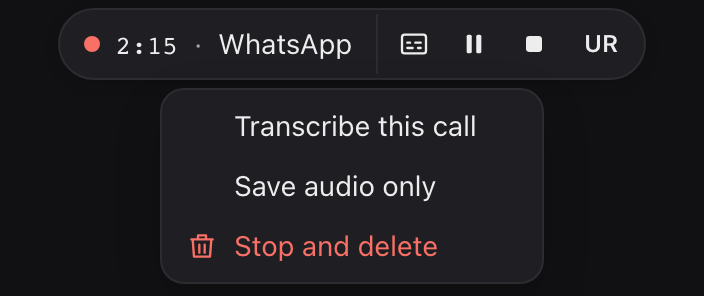 2:15 · WhatsApp UR
Transcribe this call
Save audio only
Stop and delete